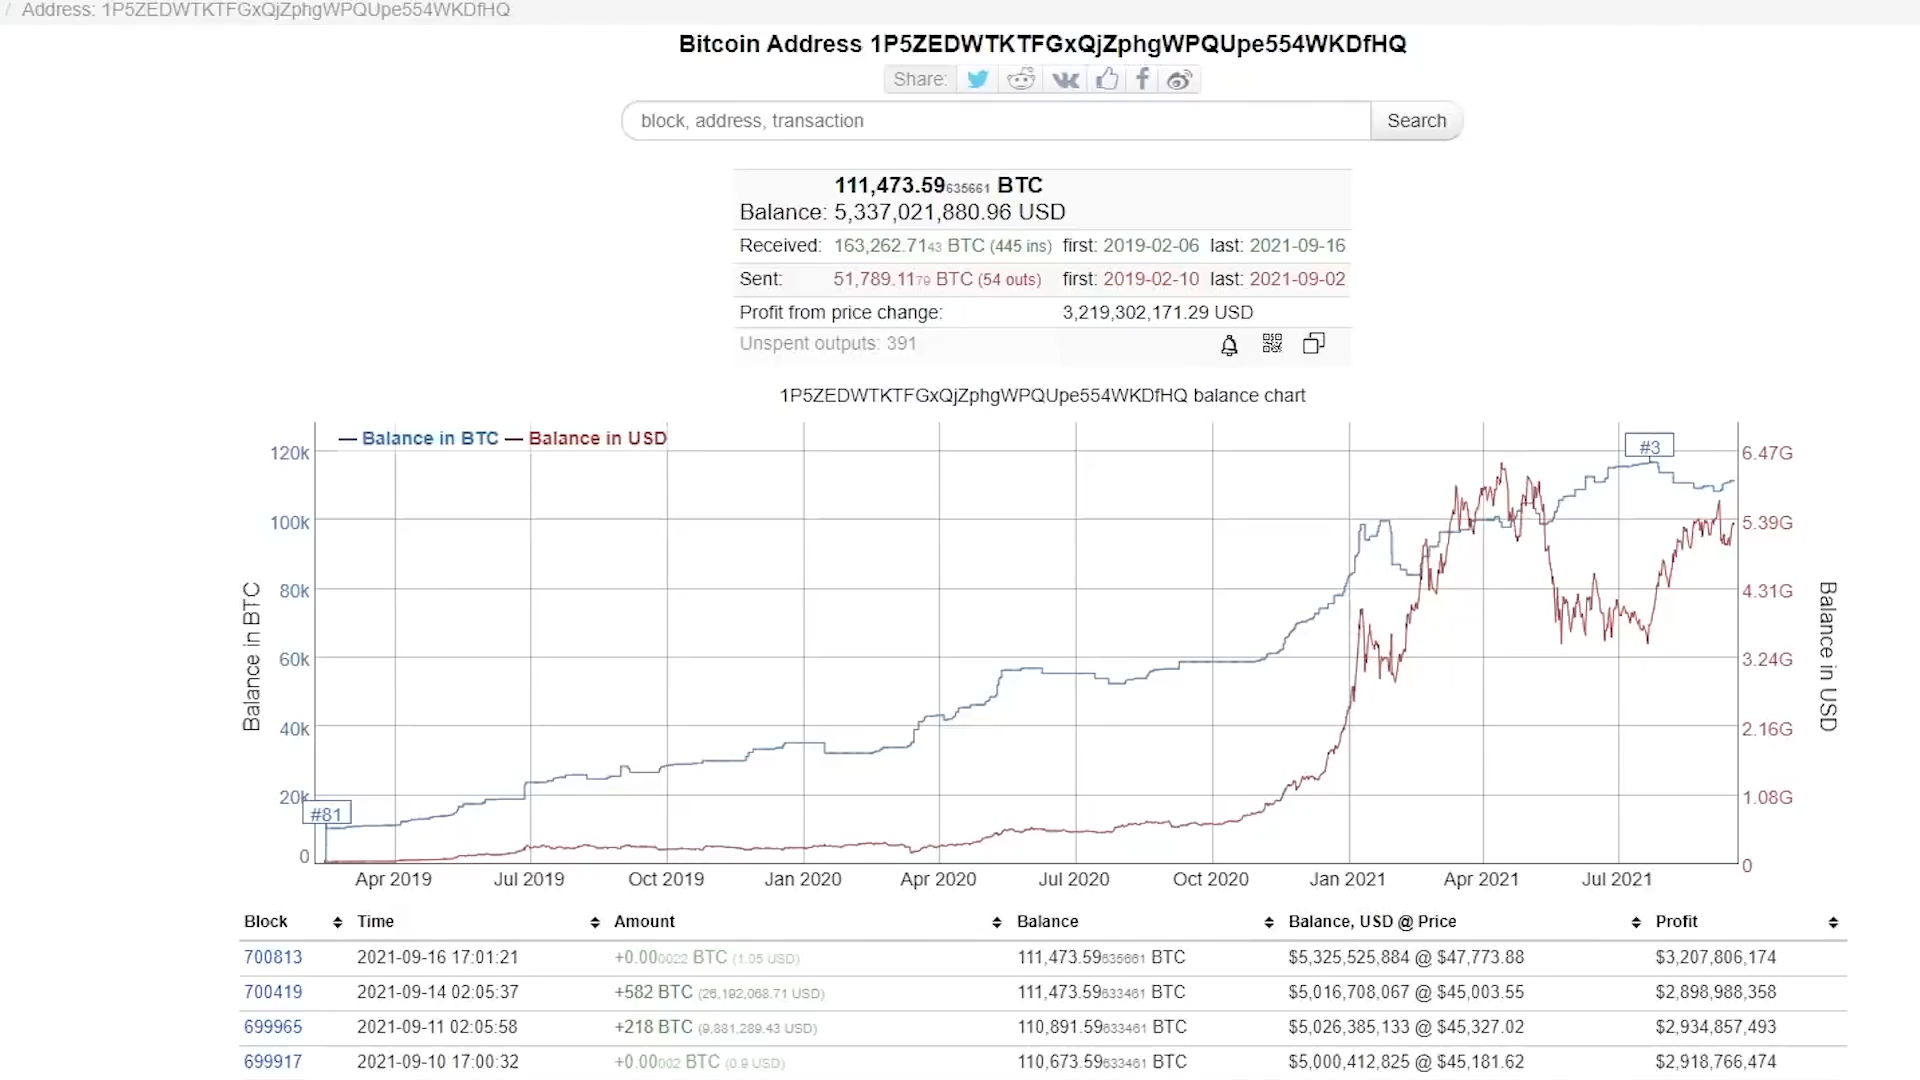 / Address: 1P5ZEDWTKTFGxQjZphgWPQUpe554WKDfHQ
Bitcoin Address 1P5ZEDWTKTFGxQjZphgWPQUpe554WKDfHQ
Share:
block, address, transaction Search
111,473.59635661 BTC
Balance: 5,337,021,880.96 USD
Received: 163,262.7143 BTC (445 ins) first: 2019-02-06 last: 2021-09-16
Sent: 51,789.1179 BTC (54 outs) first: 2019-02-10 last: 2021-09-02
Profit from price change: 3,219,302,171.29 USD
Unspent outputs: 391
1P5ZEDWTKTFGxQjZphgWPQUpe554WKDfHQ balance chart
Balance in BTC Balance in USD
#3
120k 6.47G
100k 5.39G
80k 4.31G
60k 3.24G
40k 2.16G
20k 1.08G
#81
0 0
Balance in BTC
Balance in USD
Apr 2019 Jul 2019 Oct 2019 Jan 2020 Apr 2020 Jul 2020 Oct 2020 Jan 2021 Apr 2021 Jul 2021
Block Time Amount Balance Balance, USD @ Price Profit
700813 2021-09-16 17:01:21 +0.000022 BTC (1.05 USD) 111,473.59635661 BTC $5,325,525,884 @ $47,773.88 $3,207,806,174
700419 2021-09-14 02:05:37 +582 BTC (26,192,068.71 USD) 111,473.59633461 BTC $5,016,708,067 @ $45,003.55 $2,898,988,358
699965 2021-09-11 02:05:58 +218 BTC (9,881,289.43 USD) 110,891.59633461 BTC $5,026,385,133 @ $45,327.02 $2,934,857,493
699917 2021-09-10 17:00:32 +0.00002 BTC (0.9 USD) 110,673.59633461 BTC $5,000,412,825 @ $45,181.62 $2,918,766,474